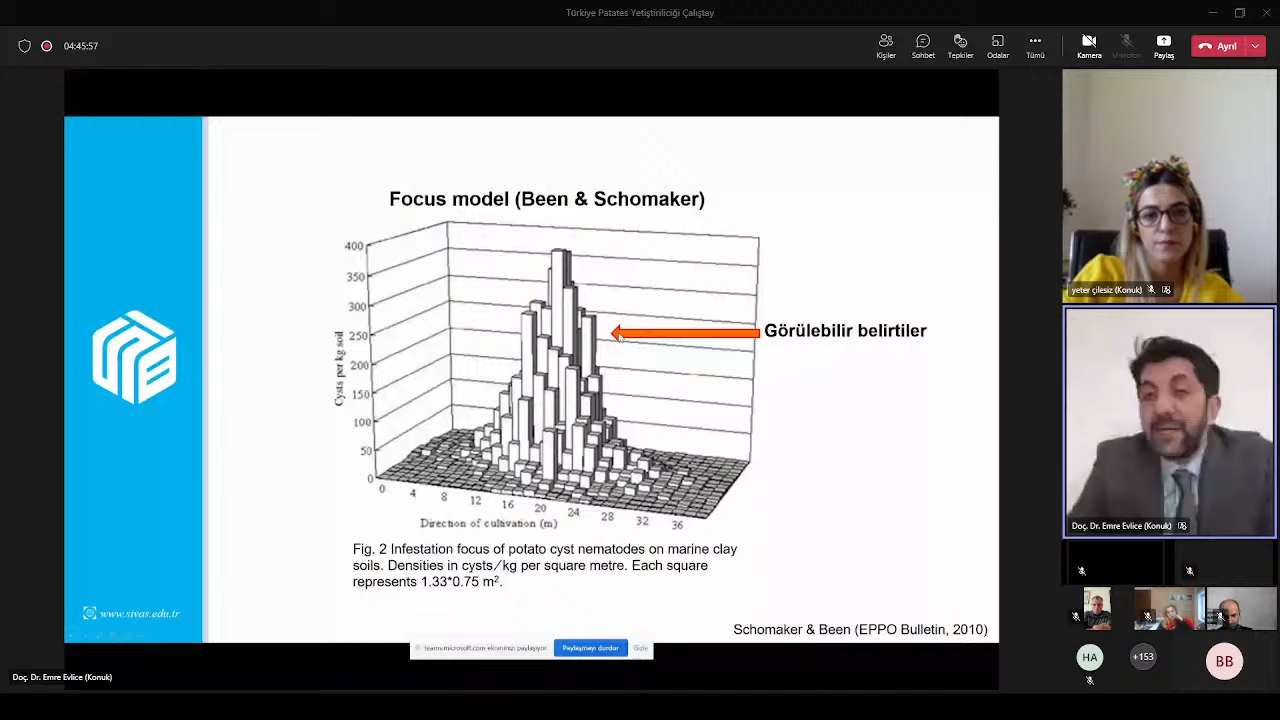 Türkiye Patates Yetiştiriciliği Çalıştay
04:45:57
Kişiler
Sohbet
Tepkiler
Odalar
Tümü
Kamera
Mikrofon
Paylaş
Ayrıl
Focus model (Been & Schomaker)
400
350
300
250
200
150
100
50
0
Cysts per kg soil
Görülebilir belirtiler
0 4 8 12 16 20 24 28 32 36
Direction of cultivation (m)
Fig. 2 Infestation focus of potato cyst nematodes on marine clay
soils. Densities in cysts/kg per square metre. Each square
represents 1.33*0.75 m².
www.sivas.edu.tr
Schomaker & Been (EPPO Bulletin, 2010)
teams.microsoft.com ekranınızı paylaşıyor.
Paylaşmayı durdur
Gizle
Doç. Dr. Emre Evlice (Konuk)
yeter çilesiz (Konuk)
Doç. Dr. Emre Evlice (Konuk)
HA
+153
BB